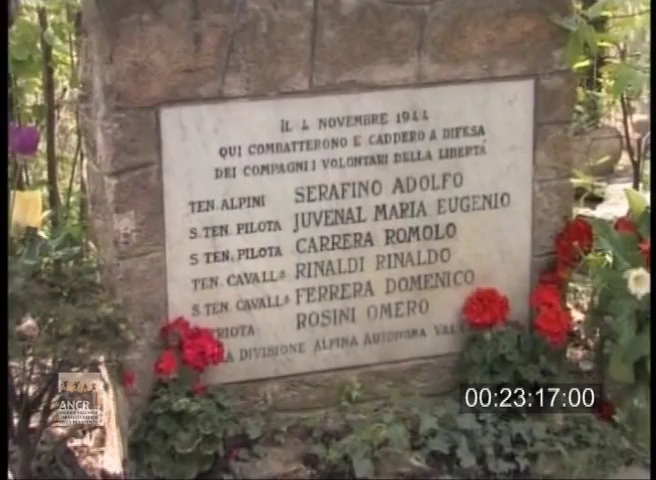 IL 4 NOVEMBRE 1944
QUI COMBATTERONO E CADDERO A DIFESA
DEI COMPAGNI I VOLONTARI DELLA LIBERTÀ
TEN. ALPINI SERAFINO ADOLFO
S. TEN. PILOTA JUVENAL MARIA EUGENIO
S. TEN. PILOTA CARRERA ROMOLO
TEN. CAVALL. RINALDI RINALDO
S. TEN. CAVALL. FERRERA DOMENICO
ROSINI OMERO
DIVISIONE ALPINA AUTONOMA
ANCR
00:23:17:00